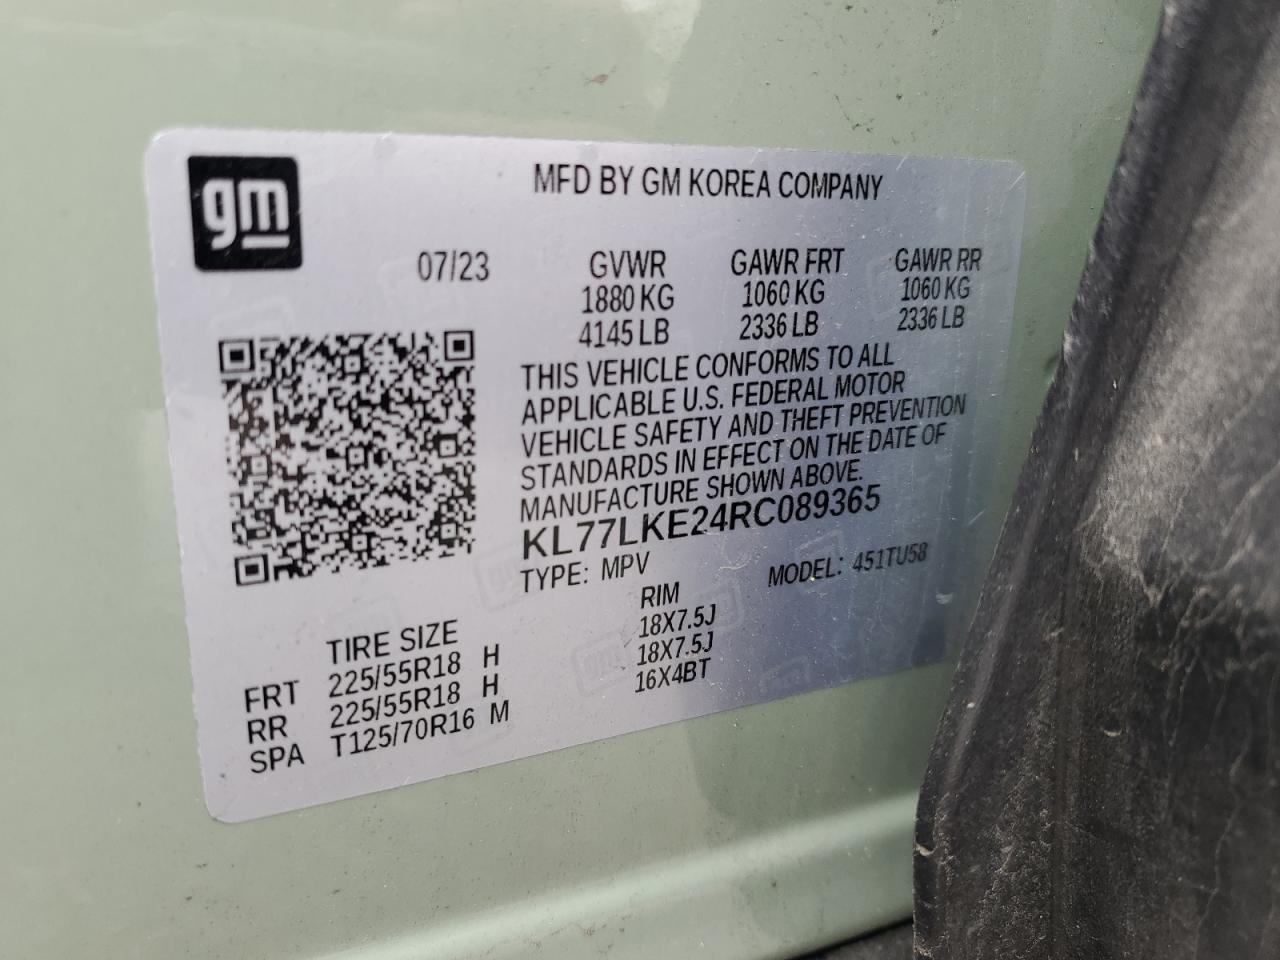 gm
MFD BY GM KOREA COMPANY
07/23 GVWR GAWR FRT GAWR RR
1880 KG 1060 KG 1060 KG
4145 LB 2336 LB 2336 LB
THIS VEHICLE CONFORMS TO ALL
APPLICABLE U.S. FEDERAL MOTOR
VEHICLE SAFETY AND THEFT PREVENTION
STANDARDS IN EFFECT ON THE DATE OF
MANUFACTURE SHOWN ABOVE.
KL77LKE24RC089365
TYPE: MPV MODEL: 451TU58
TIRE SIZE RIM
FRT 225/55R18 H 18X7.5J
RR 225/55R18 H 18X7.5J
SPA T125/70R16 M 16X4BT